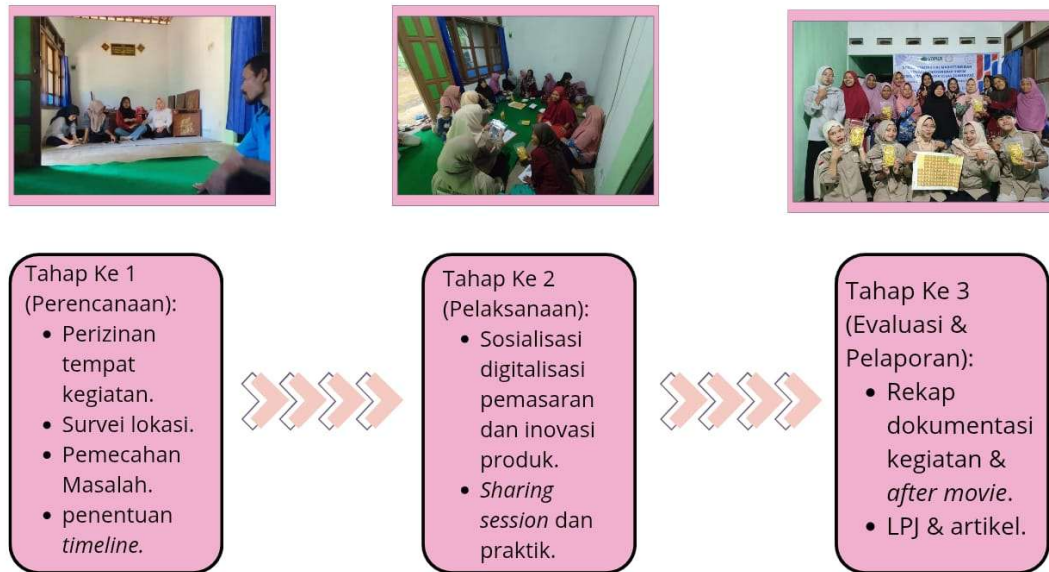 Tahap Ke 1
(Perencanaan):
• Perizinan
tempat
kegiatan.
• Survei lokasi.
• Pemecahan
Masalah.
• penentuan
timeline.
Tahap Ke 2
(Pelaksanaan):
• Sosialisasi
digitalisasi
pemasaran
dan inovasi
produk.
• Sharing
session dan
praktik.
Tahap Ke 3
(Evaluasi &
Pelaporan):
• Rekap
dokumentasi
kegiatan &
after movie.
• LPJ & artikel.